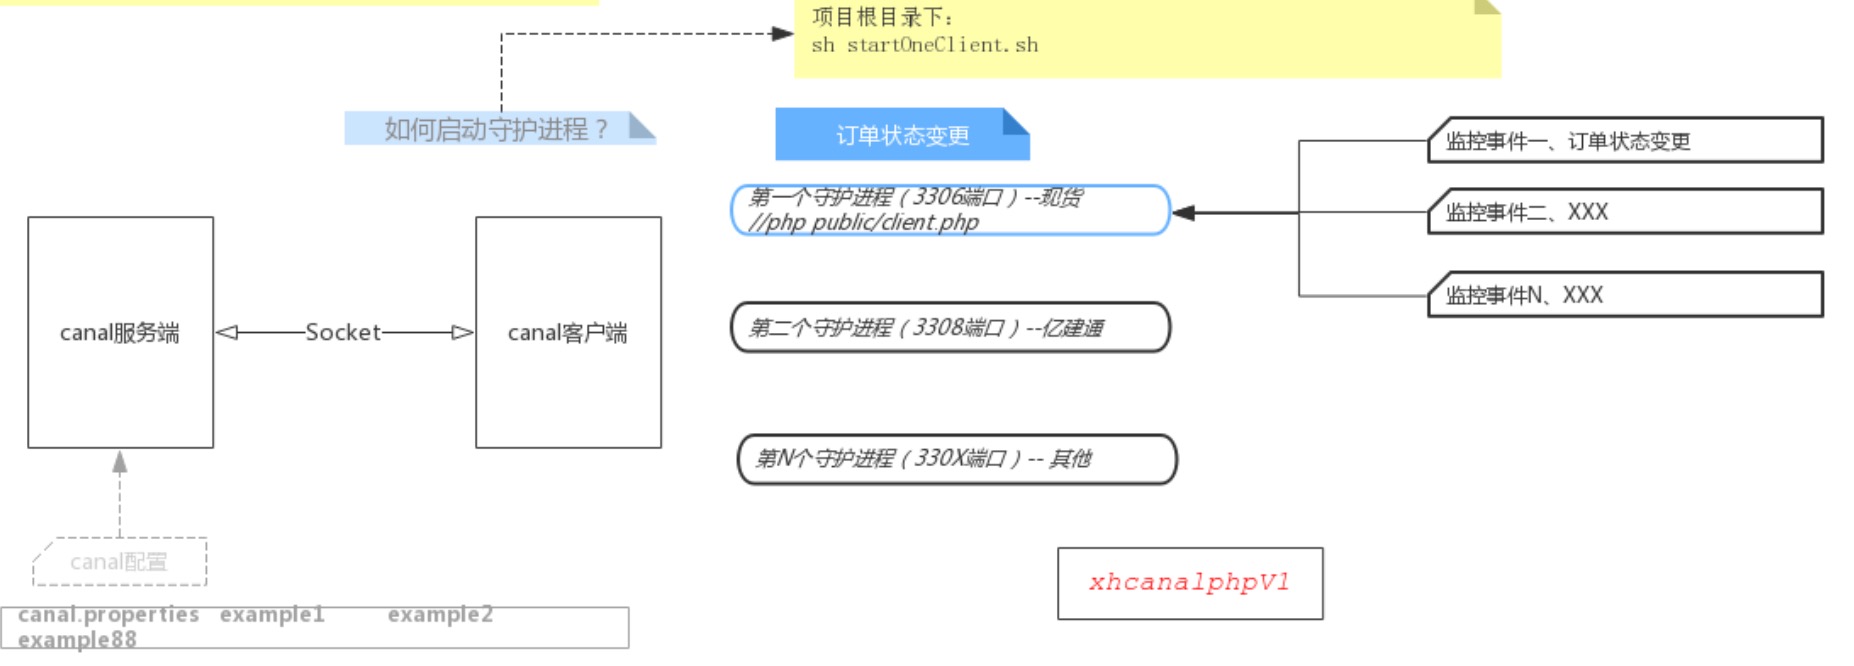 项目根目录下：
sh startOneClient.sh
如何启动守护进程？
订单状态变更
监控事件一、订单状态变更
第一个守护进程（3306端口）--现货
//php public/client.php
监控事件二、XXX
监控事件N、XXX
canal服务端
Socket
canal客户端
第二个守护进程（3308端口）--亿建通
第N个守护进程（330X端口）-- 其他
canal配置
xhcanalphpV1
canal.properties example1 example2
example88